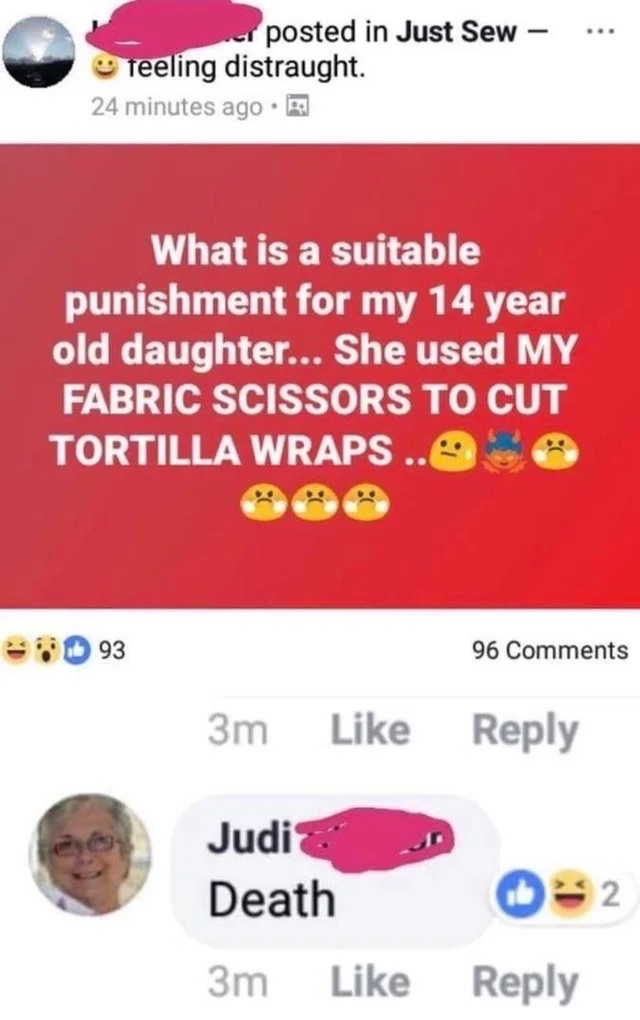 posted in Just Sew —
feeling distraught.
24 minutes ago
What is a suitable
punishment for my 14 year
old daughter... She used MY
FABRIC SCISSORS TO CUT
TORTILLA WRAPS ..
93 96 Comments
3m Like Reply
Judi
Death
2
3m Like Reply